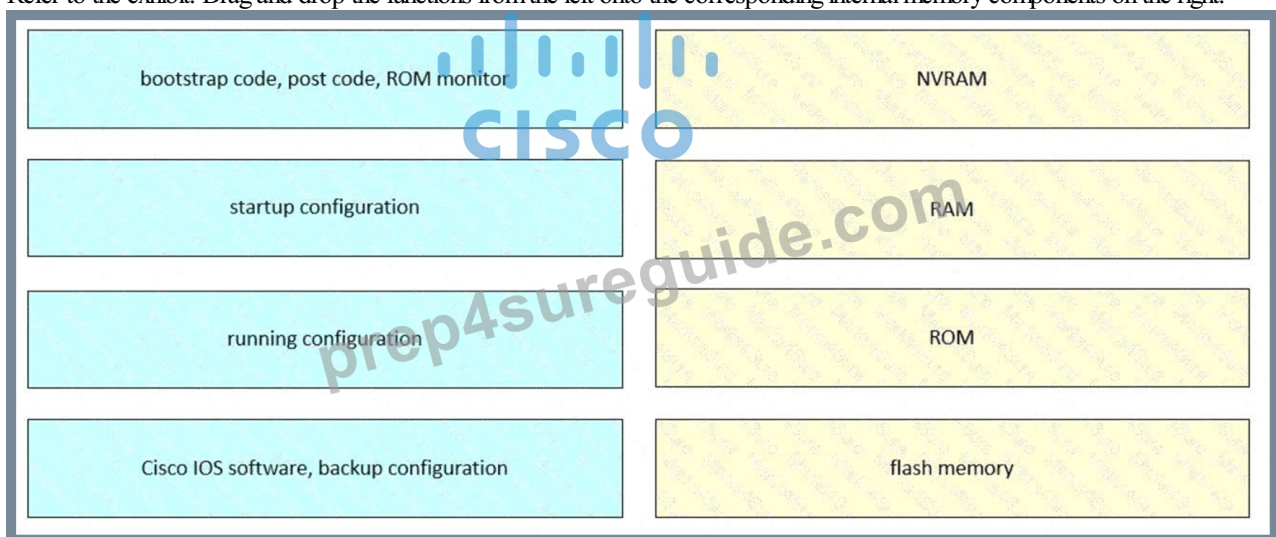 Refer to the exhibit. Drag and drop the functions from the left onto the corresponding internal memory components on the right.
bootstrap code, post code, ROM monitor
NVRAM
CISCO
startup configuration
RAM
prep4sureguide.com
running configuration
ROM
Cisco IOS software, backup configuration
flash memory